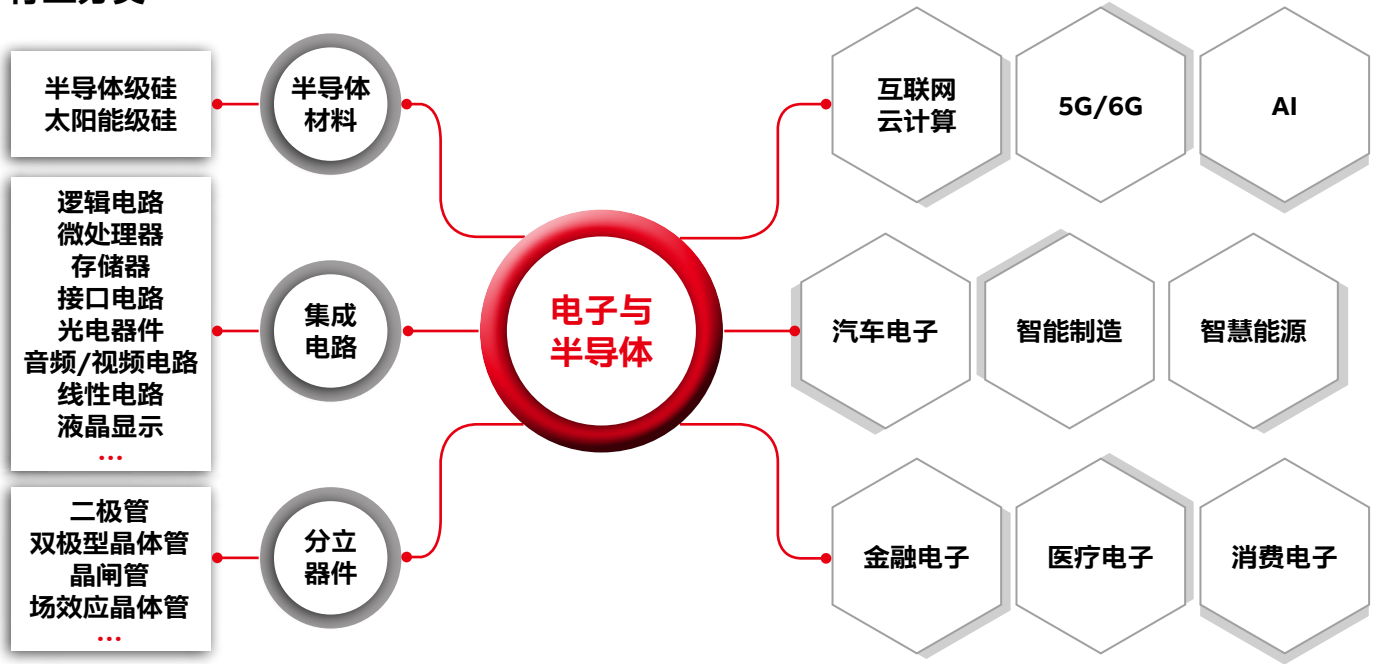 半导体级硅
太阳能级硅
半导体
材料
逻辑电路
微处理器
存储器
接口电路
光电器件
音频/视频电路
线性电路
液晶显示
...
集成
电路
二极管
双极型晶体管
晶闸管
场效应晶体管
...
分立
器件
电子与
半导体
互联网
云计算
5G/6G
AI
汽车电子
智能制造
智慧能源
金融电子
医疗电子
消费电子